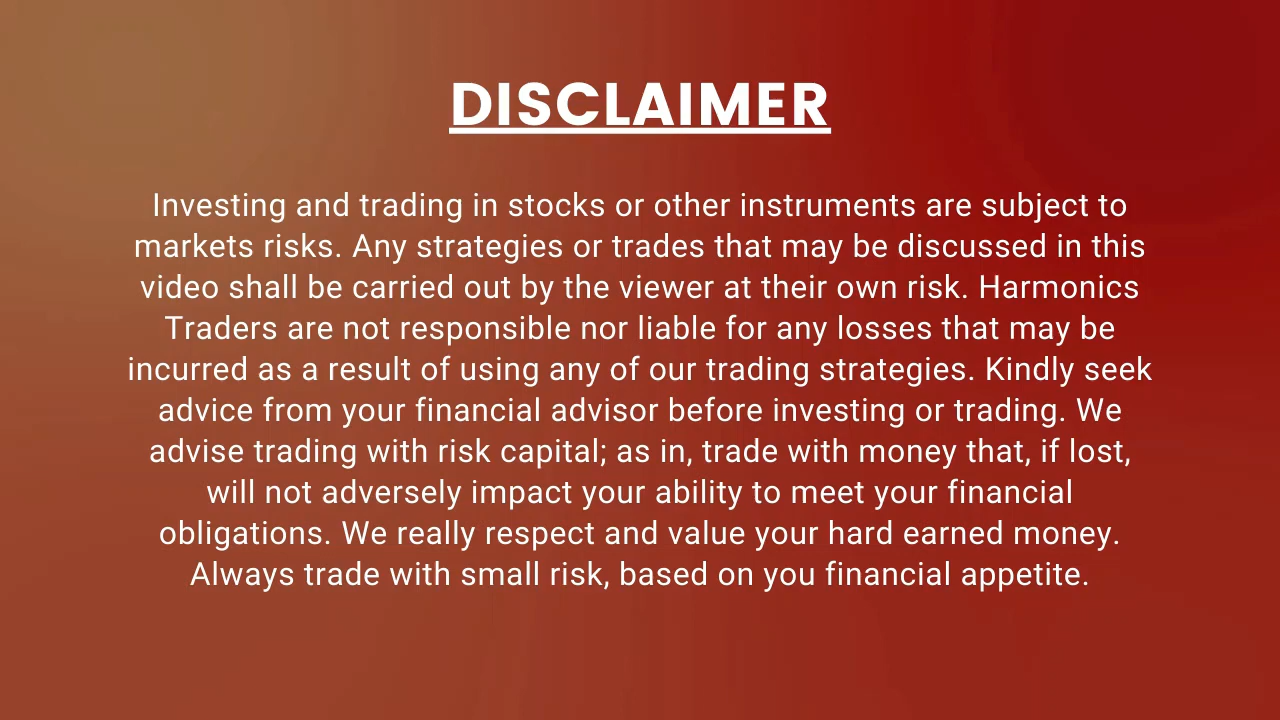 DISCLAIMER
Investing and trading in stocks or other instruments are subject to
markets risks. Any strategies or trades that may be discussed in this
video shall be carried out by the viewer at their own risk. Harmonics
Traders are not responsible nor liable for any losses that may be
incurred as a result of using any of our trading strategies. Kindly seek
advice from your financial advisor before investing or trading. We
advise trading with risk capital; as in, trade with money that, if lost,
will not adversely impact your ability to meet your financial
obligations. We really respect and value your hard earned money.
Always trade with small risk, based on you financial appetite.